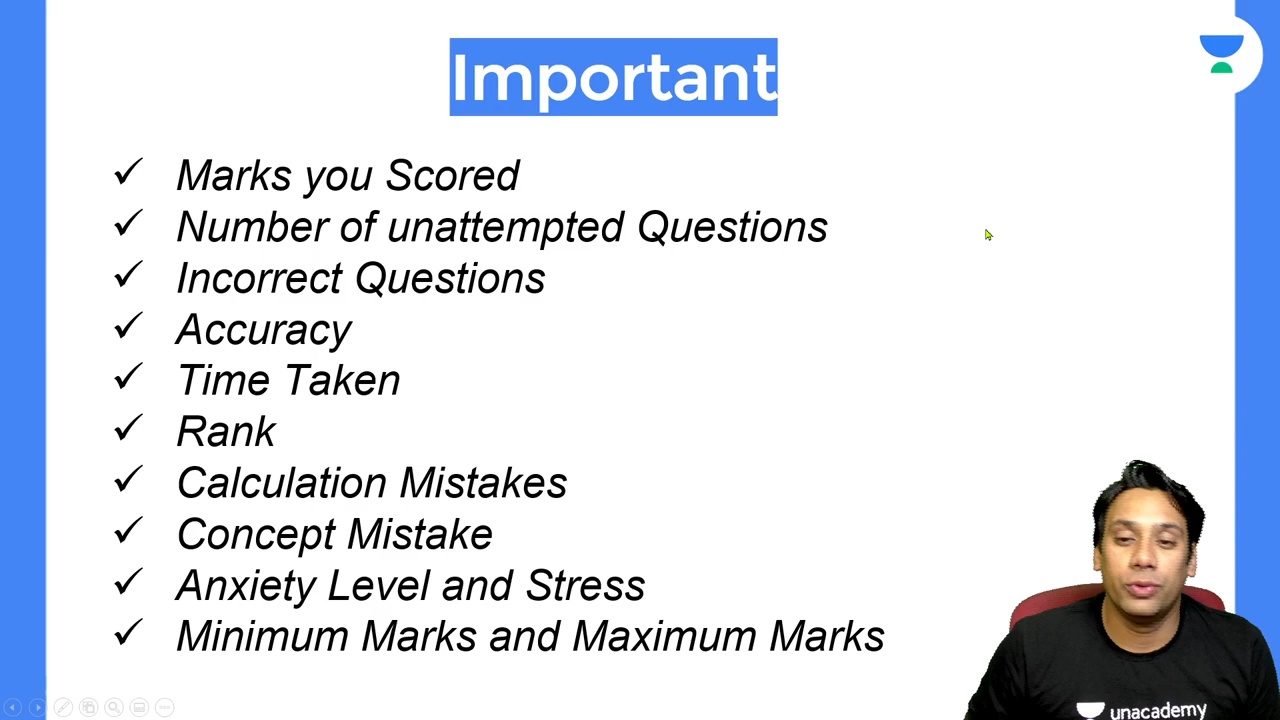 Important
✓ Marks you Scored
✓ Number of unattempted Questions
✓ Incorrect Questions
✓ Accuracy
✓ Time Taken
✓ Rank
✓ Calculation Mistakes
✓ Concept Mistake
✓ Anxiety Level and Stress
✓ Minimum Marks and Maximum Marks
unacademy